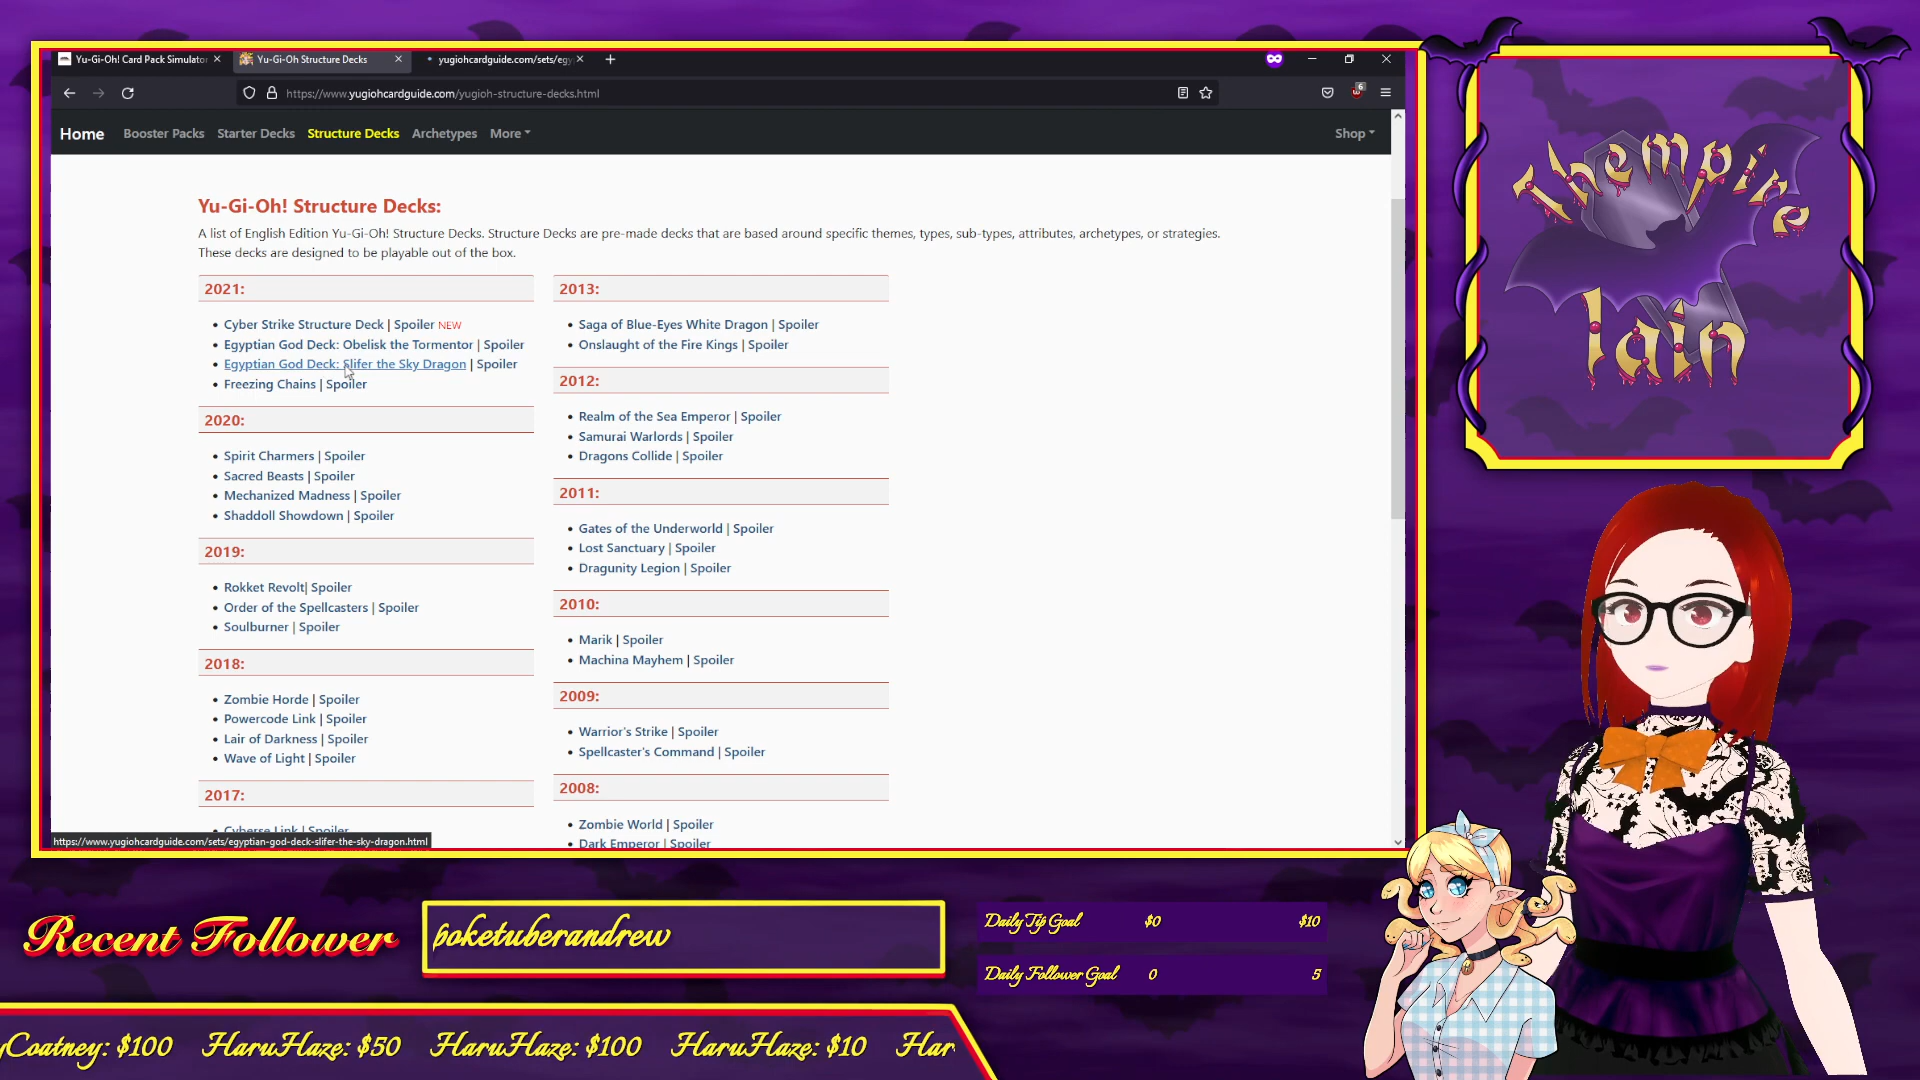 Yu-Gi-Oh! Card Pack Simulator
Yu-Gi-Oh Structure Decks
yugiohcardguide.com/sets/egy
https://www.yugiohcardguide.com/yugioh-structure-decks.html
6
Home Booster Packs Starter Decks Structure Decks Archetypes More Shop
Yu-Gi-Oh! Structure Decks:
A list of English Edition Yu-Gi-Oh! Structure Decks. Structure Decks are pre-made decks that are based around specific themes, types, sub-types, attributes, archetypes, or strategies.
These decks are designed to be playable out of the box.
2021:
Cyber Strike Structure Deck | Spoiler NEW
Egyptian God Deck: Obelisk the Tormentor | Spoiler
Egyptian God Deck: Slifer the Sky Dragon | Spoiler
Freezing Chains | Spoiler
2020:
Spirit Charmers | Spoiler
Sacred Beasts | Spoiler
Mechanized Madness | Spoiler
Shaddoll Showdown | Spoiler
2019:
Rokket Revolt| Spoiler
Order of the Spellcasters | Spoiler
Soulburner | Spoiler
2018:
Zombie Horde | Spoiler
Powercode Link | Spoiler
Lair of Darkness | Spoiler
Wave of Light | Spoiler
2017:
Cyberse Link | Spoiler
2013:
Saga of Blue-Eyes White Dragon | Spoiler
Onslaught of the Fire Kings | Spoiler
2012:
Realm of the Sea Emperor | Spoiler
Samurai Warlords | Spoiler
Dragons Collide | Spoiler
2011:
Gates of the Underworld | Spoiler
Lost Sanctuary | Spoiler
Dragunity Legion | Spoiler
2010:
Marik | Spoiler
Machina Mayhem | Spoiler
2009:
Warrior's Strike | Spoiler
Spellcaster's Command | Spoiler
2008:
Zombie World | Spoiler
Dark Emperor | Spoiler
https://www.yugiohcardguide.com/sets/egyptian-god-deck-slifer-the-sky-dragon.html
Thempire
lain
Recent Follower
poketuberandrew
Daily Tip Goal $0 $10
Daily Follower Goal 0 5
yCoatney: $100 HaruHaze: $50 HaruHaze: $100 HaruHaze: $10 Har